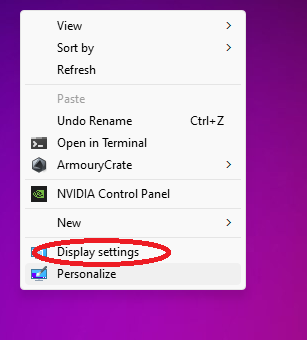 View
Sort by
Refresh
Paste
Undo Rename Ctrl+Z
Open in Terminal
ArmouryCrate
NVIDIA Control Panel
New
Display settings
Personalize